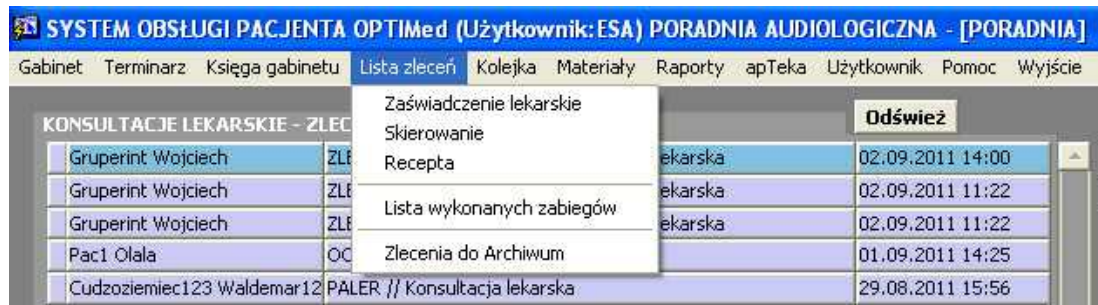 SYSTEM OBSŁUGI PACJENTA OPTIMed (Użytkownik:ESA) PORADNIA AUDIOLOGICZNA - [PORADNIA]
Gabinet Terminarz Księga gabinetu Lista zleceń Kolejka Materiały Raporty apTeka Użytkownik Pomoc Wyjście
Zaświadczenie lekarskie
Skierowanie
Recepta
Lista wykonanych zabiegów
Zlecenia do Archiwum
Odśwież
KONSULTACJE LEKARSKIE - ZLEC
Gruperint Wojciech ZLE ekarska 02.09.2011 14:00
Gruperint Wojciech ZLE ekarska 02.09.2011 11:22
Gruperint Wojciech ZLE ekarska 02.09.2011 11:22
Pac1 Olala OC 01.09.2011 14:25
Cudzoziemiec123 Waldemar12 PALER // Konsultacja lekarska 29.08.2011 15:56